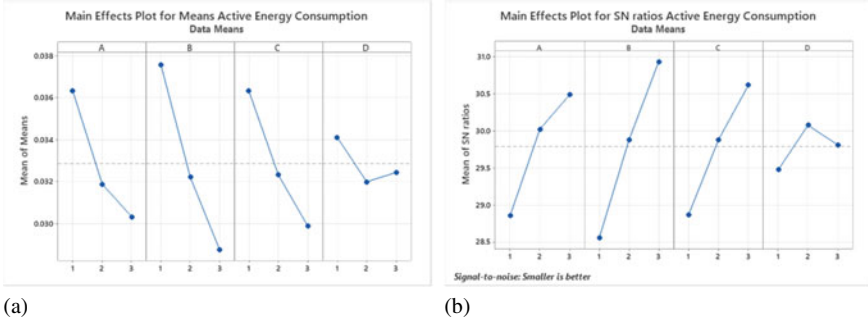 Main Effects Plot for Means Active Energy Consumption
Data Means
A B C D
0.038
0.036
0.034
0.032
0.030
Mean of Means
1 2 3 1 2 3 1 2 3 1 2 3
(a)
Main Effects Plot for SN ratios Active Energy Consumption
Data Means
A B C D
31.0
30.5
30.0
29.5
29.0
28.5
Mean of SN ratios
1 2 3 1 2 3 1 2 3 1 2 3
Signal-to-noise: Smaller is better
(b)